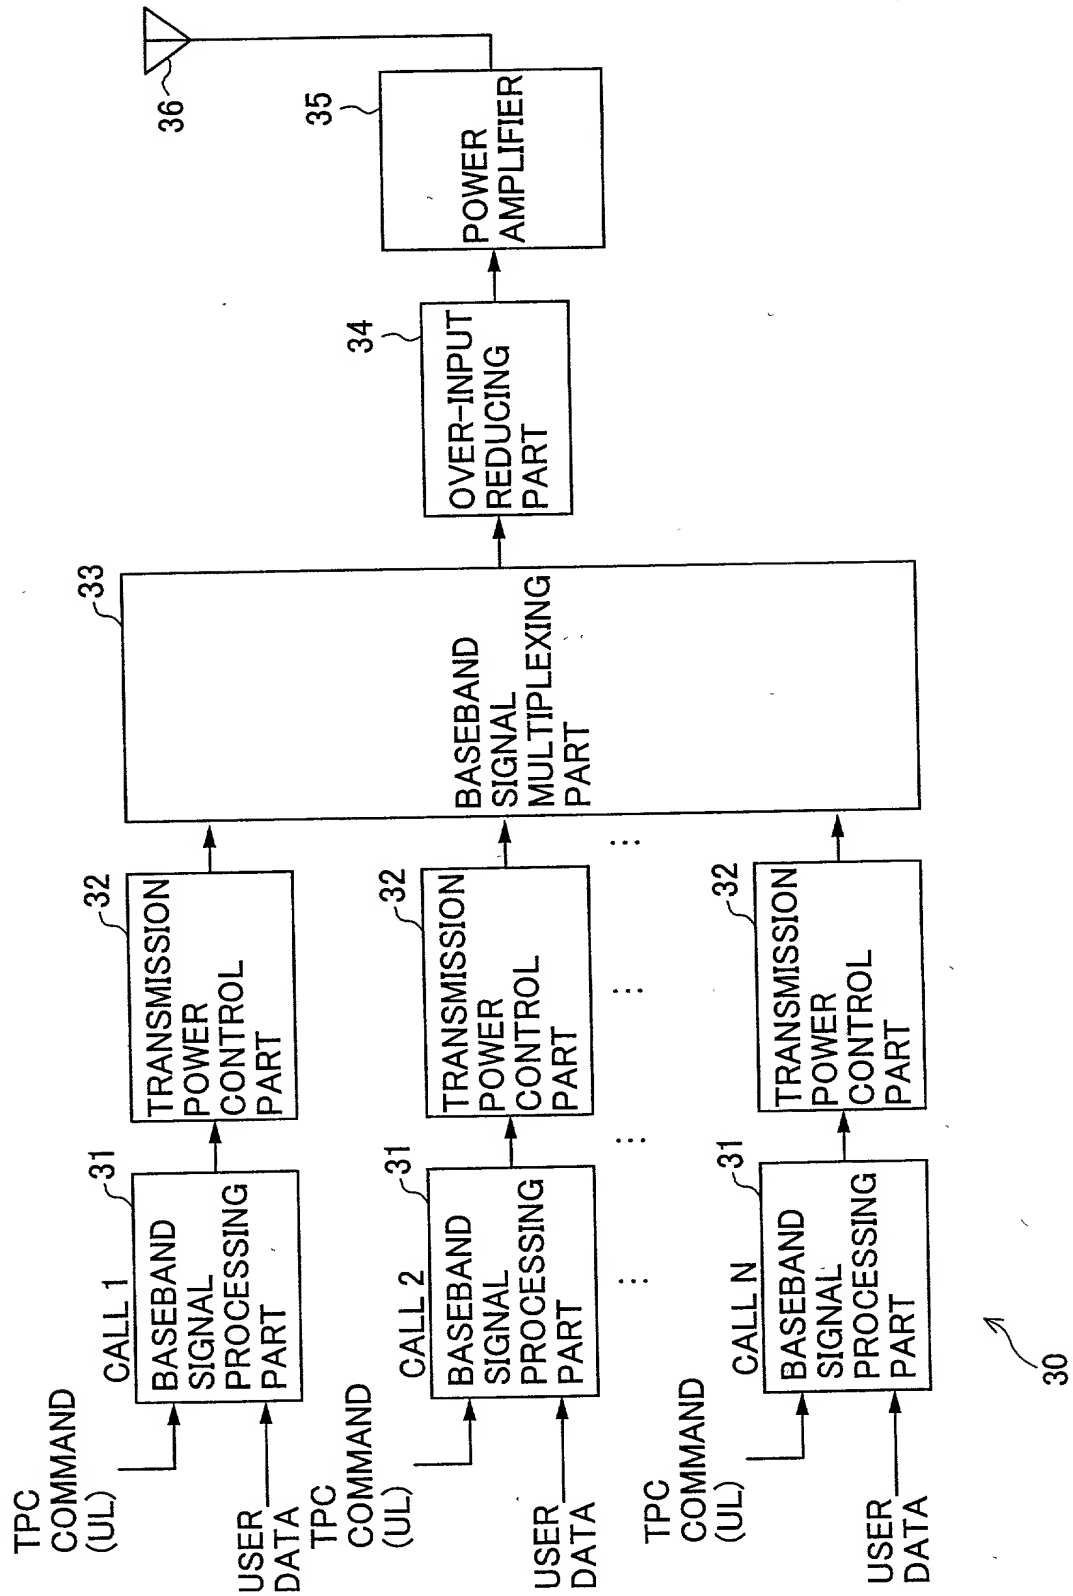 TPC
COMMAND
(UL)
USER
DATA
CALL 1
BASEBAND
SIGNAL
PROCESSING
PART
31
TRANSMISSION
POWER
CONTROL
PART
32
TPC
COMMAND
(UL)
USER
DATA
CALL 2
BASEBAND
SIGNAL
PROCESSING
PART
31
TRANSMISSION
POWER
CONTROL
PART
32
...
...
...
...
TPC
COMMAND
(UL)
USER
DATA
CALL N
BASEBAND
SIGNAL
PROCESSING
PART
31
TRANSMISSION
POWER
CONTROL
PART
32
BASEBAND
SIGNAL
MULTIPLEXING
PART
33
OVER-INPUT
REDUCING
PART
34
POWER
AMPLIFIER
35
36
30